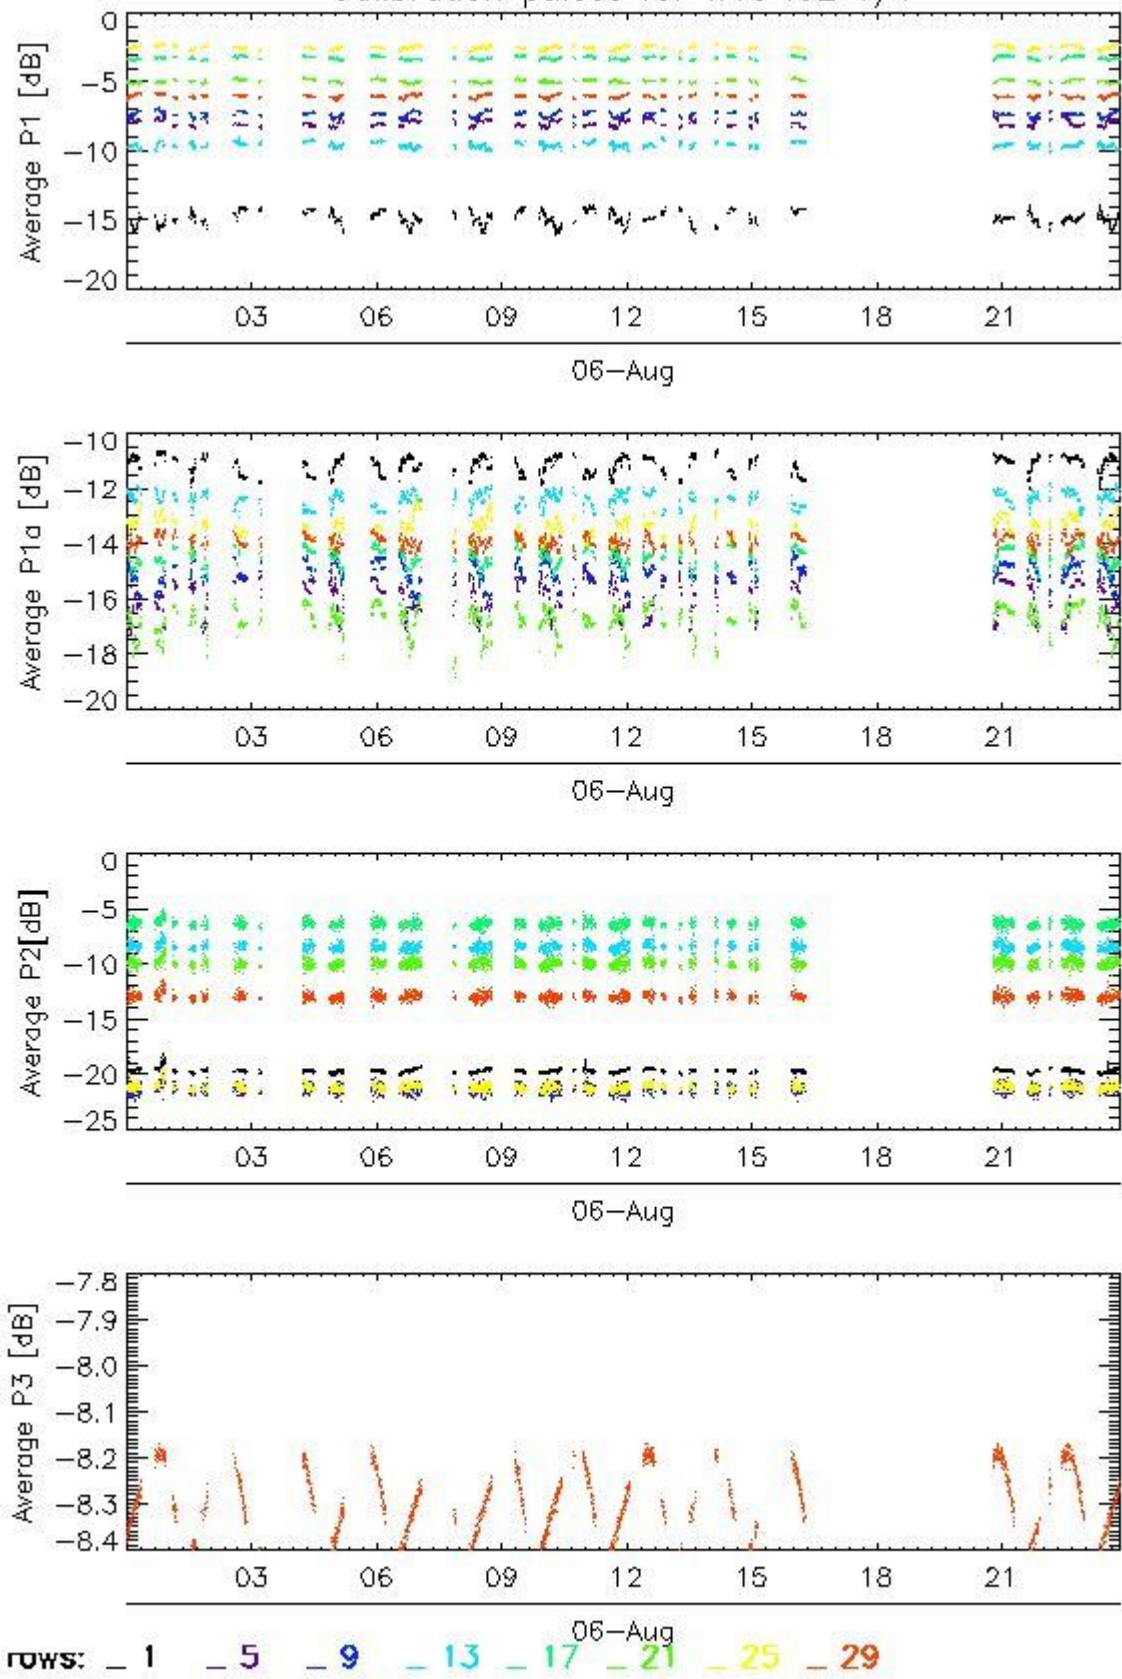 0
−5
−10
−15
−20
Average P1 [dB]
03 06 09 12 15 18 21
06−Aug
−10
−12
−14
−16
−18
−20
Average P1a [dB]
03 06 09 12 15 18 21
06−Aug
0
−5
−10
−15
−20
−25
Average P2[dB]
03 06 09 12 15 18 21
06−Aug
−7.8
−7.9
−8.0
−8.1
−8.2
−8.3
−8.4
Average P3 [dB]
03 06 09 12 15 18 21
06−Aug
rows: _ 1 _ 5 _ 9 _ 13 _ 17 _ 21 _ 25 _ 29